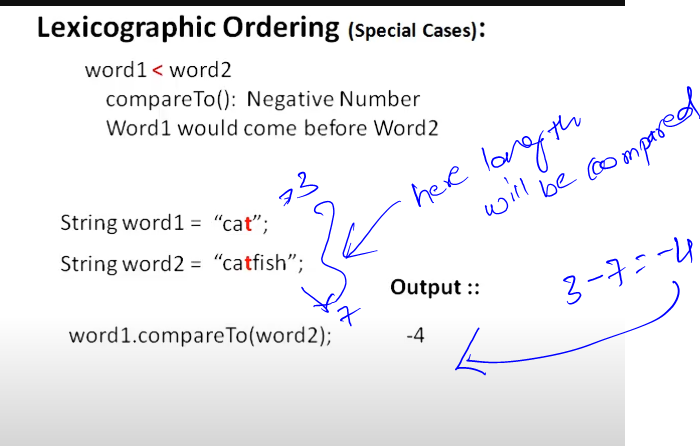 Lexicographic Ordering (Special Cases):
word1 < word2
compareTo(): Negative Number
Word1 would come before Word2
here length
will be compared
3
String word1 = "cat";
String word2 = "catfish";
7
Output ::
3-7=-4
word1.compareTo(word2);
-4